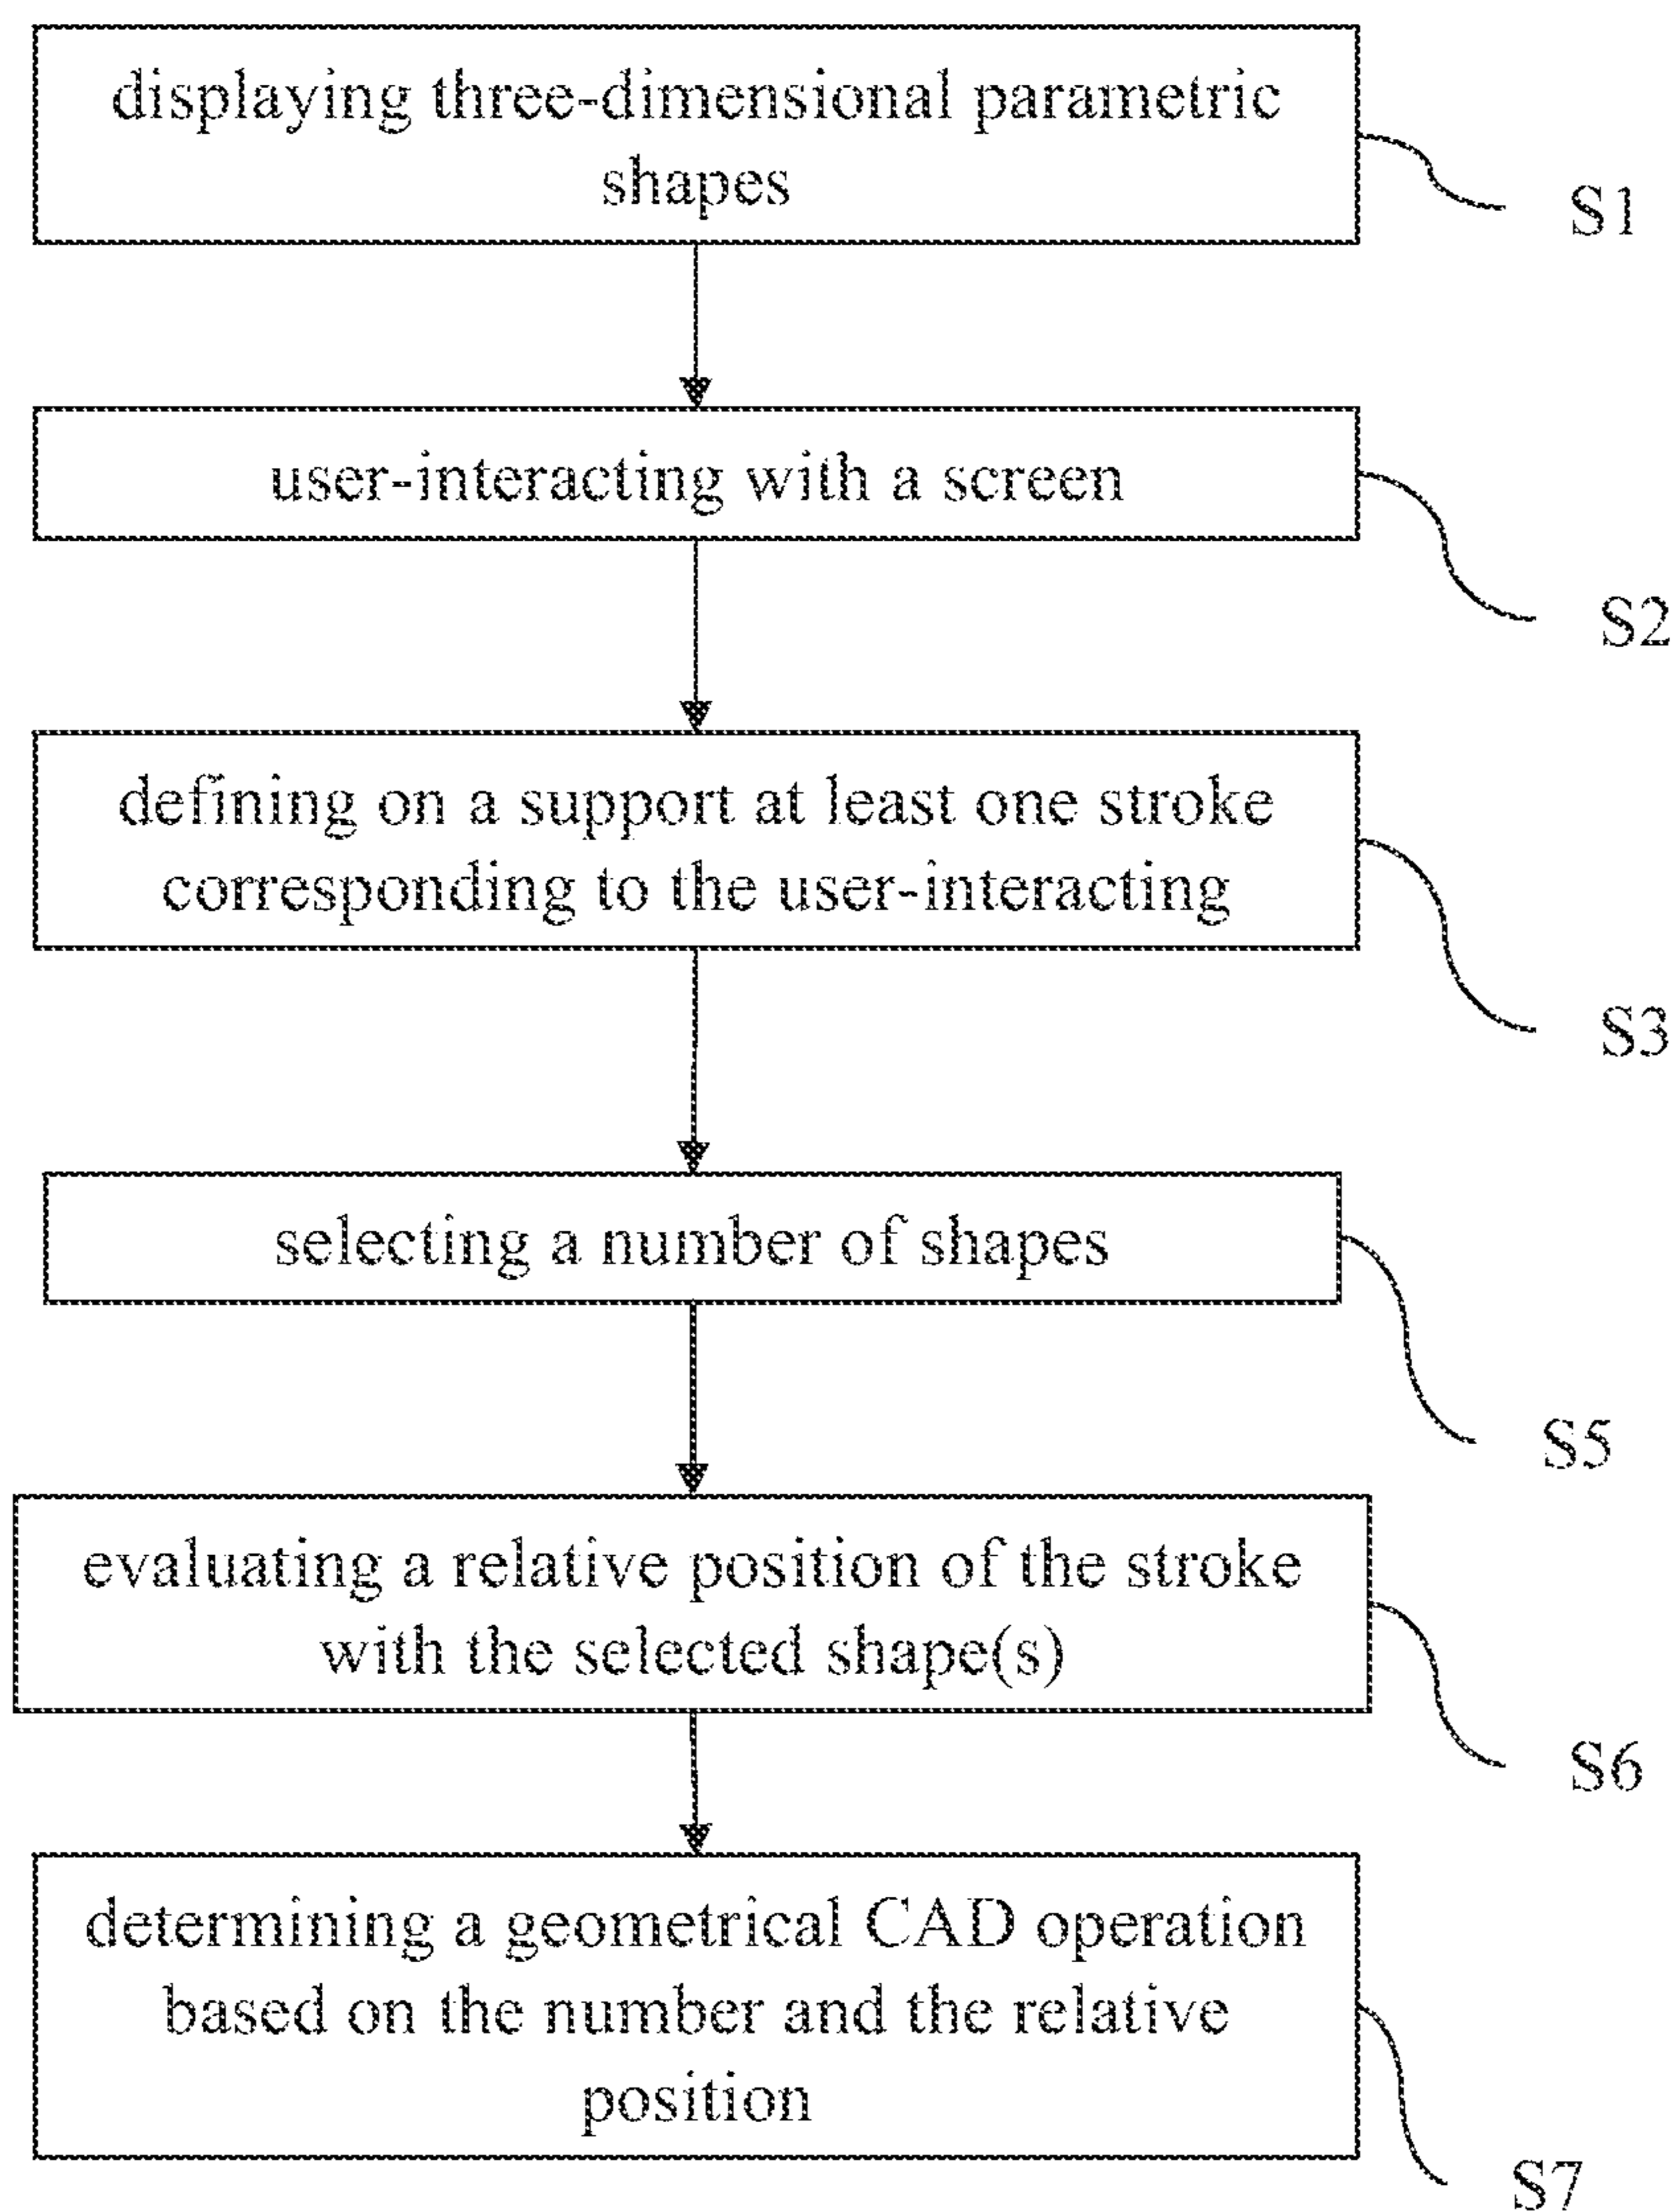 displaying three-dimensional parametric
shapes
S1
user-interacting with a screen
S2
defining on a support at least one stroke
corresponding to the user-interacting
S3
selecting a number of shapes
S5
evaluating a relative position of the stroke
with the selected shape(s)
S6
determining a geometrical CAD operation
based on the number and the relative
position
S7